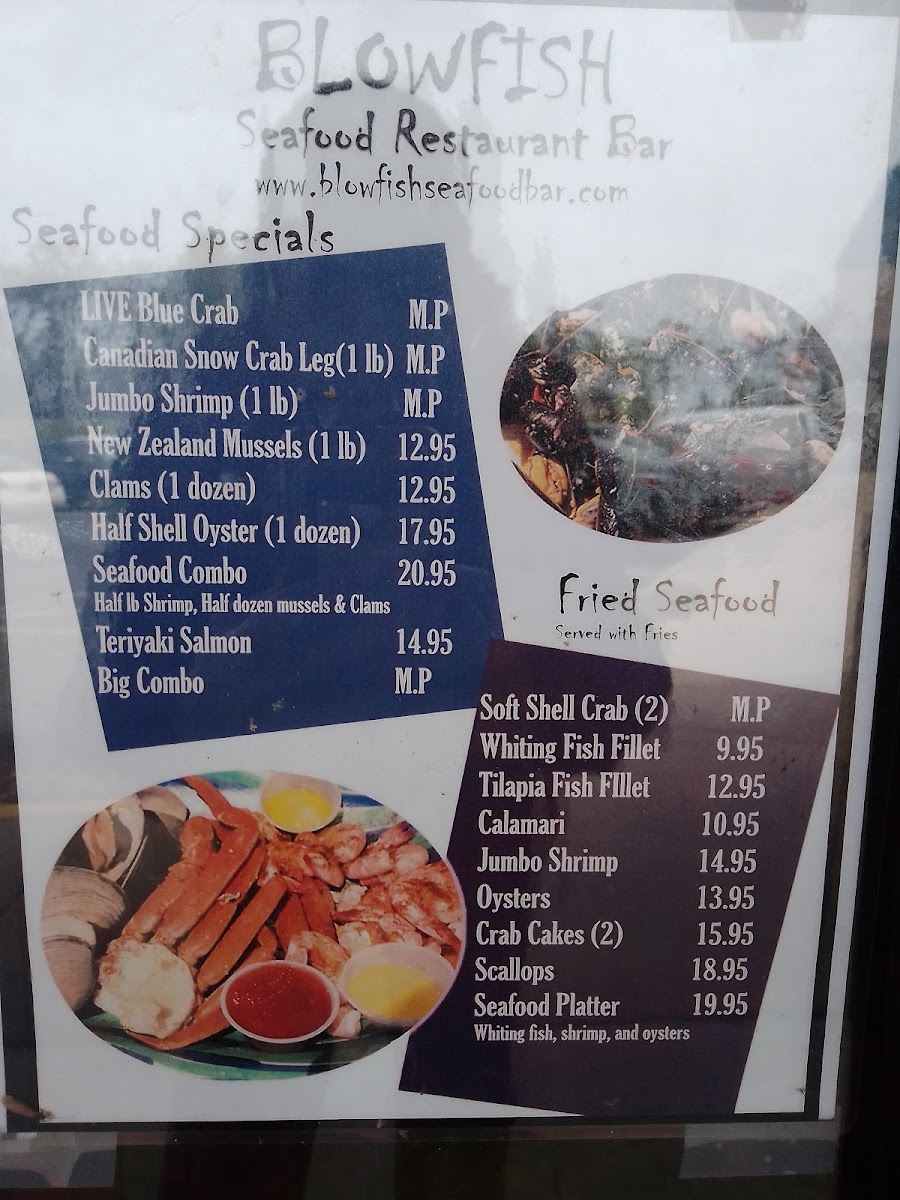 BLOWFISH
Seafood Restaurant Bar
www.blowfishseafoodbar.com
Seafood Specials
LIVE Blue Crab M.P
Canadian Snow Crab Leg(1 lb) M.P
Jumbo Shrimp (1 lb) M.P
New Zealand Mussels (1 lb) 12.95
Clams (1 dozen) 12.95
Half Shell Oyster (1 dozen) 17.95
Seafood Combo 20.95
Half lb Shrimp, Half dozen mussels & Clams
Teriyaki Salmon 14.95
Big Combo M.P
Fried Seafood
Served with Fries
Soft Shell Crab (2) M.P
Whiting Fish Fillet 9.95
Tilapia Fish FIllet 12.95
Calamari 10.95
Jumbo Shrimp 14.95
Oysters 13.95
Crab Cakes (2) 15.95
Scallops 18.95
Seafood Platter 19.95
Whiting fish, shrimp, and oysters